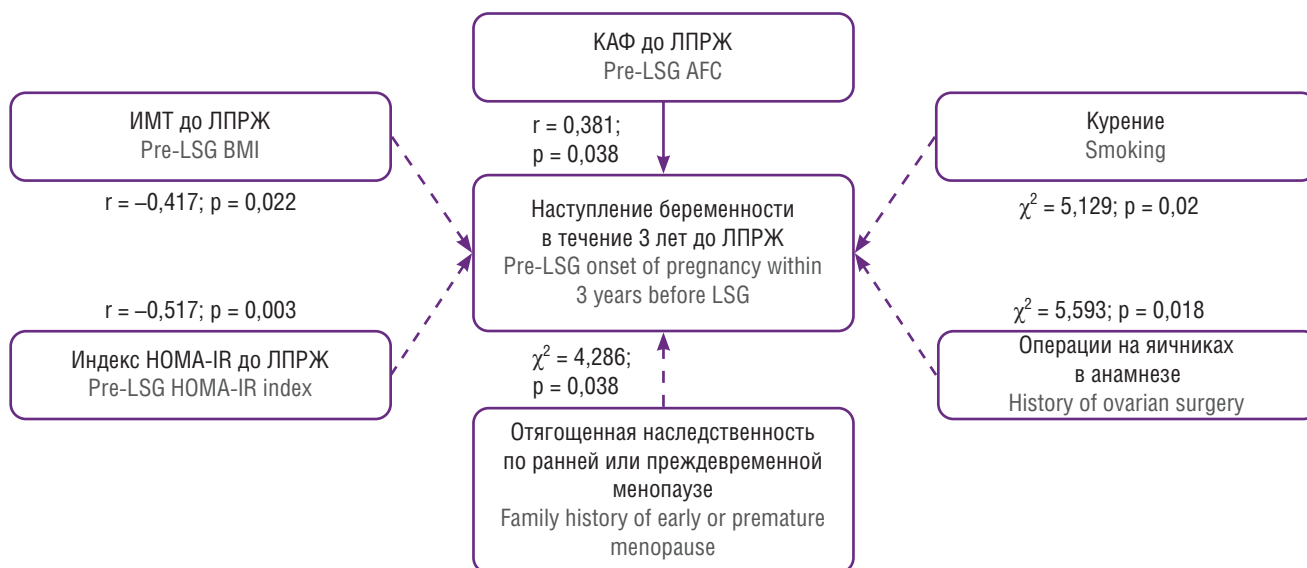 КАФ до ЛПРЖ
Pre-LSG AFC
r = 0,381;
p = 0,038
ИМТ до ЛПРЖ
Pre-LSG BMI
r = –0,417; p = 0,022
Курение
Smoking
χ² = 5,129; p = 0,02
Наступление беременности
в течение 3 лет до ЛПРЖ
Pre-LSG onset of pregnancy within
3 years before LSG
r = –0,517; p = 0,003
Индекс HOMA-IR до ЛПРЖ
Pre-LSG HOMA-IR index
χ² = 5,593; p = 0,018
Операции на яичниках
в анамнезе
History of ovarian surgery
χ² = 4,286;
p = 0,038
Отягощенная наследственность
по ранней или преждевременной
менопаузе
Family history of early or premature
menopause